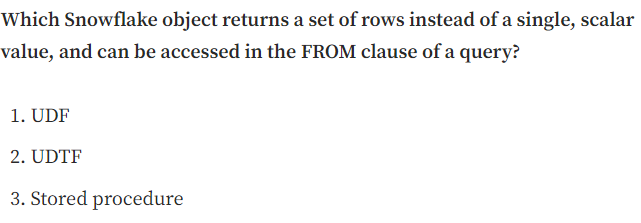 Which Snowflake object returns a set of rows instead of a single, scalar
value, and can be accessed in the FROM clause of a query?
1. UDF
2. UDTF
3. Stored procedure